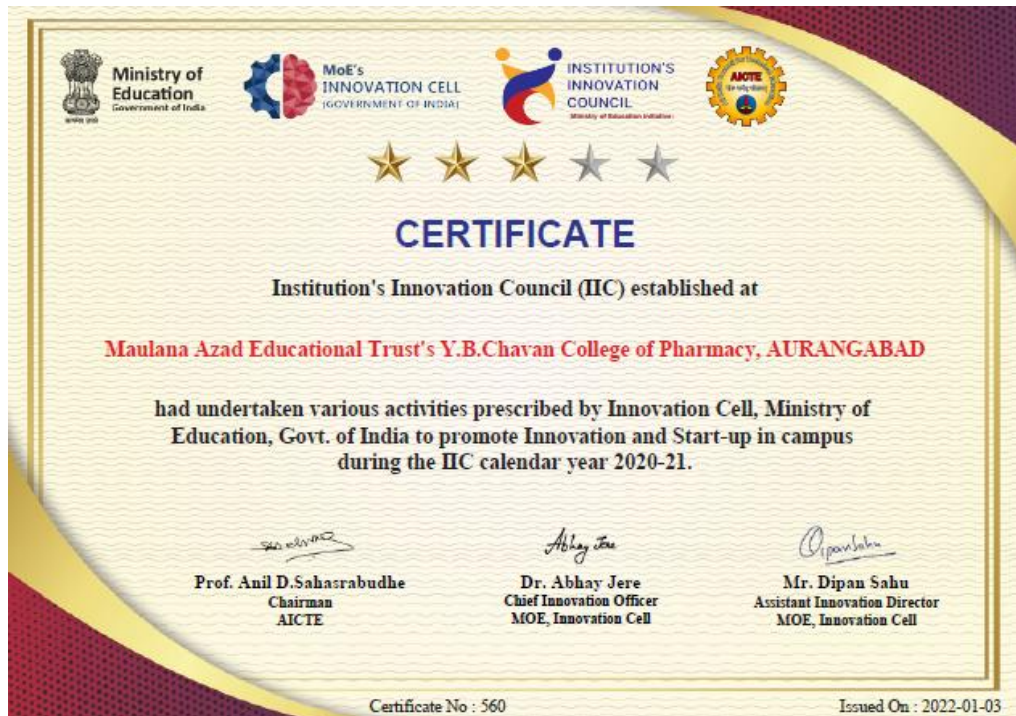 Ministry of
Education
Government of India
MoE's
INNOVATION CELL
(GOVERNMENT OF INDIA)
INSTITUTION'S
INNOVATION
COUNCIL
Ministry of Education Initiative
AICTE
CERTIFICATE
Institution's Innovation Council (IIC) established at
Maulana Azad Educational Trust's Y.B.Chavan College of Pharmacy, AURANGABAD
had undertaken various activities prescribed by Innovation Cell, Ministry of
Education, Govt. of India to promote Innovation and Start-up in campus
during the IIC calendar year 2020-21.
Abhay Jere
Dipansahu
Prof. Anil D.Sahasrabudhe
Chairman
AICTE
Dr. Abhay Jere
Chief Innovation Officer
MOE, Innovation Cell
Mr. Dipan Sahu
Assistant Innovation Director
MOE, Innovation Cell
Certificate No : 560
Issued On : 2022-01-03